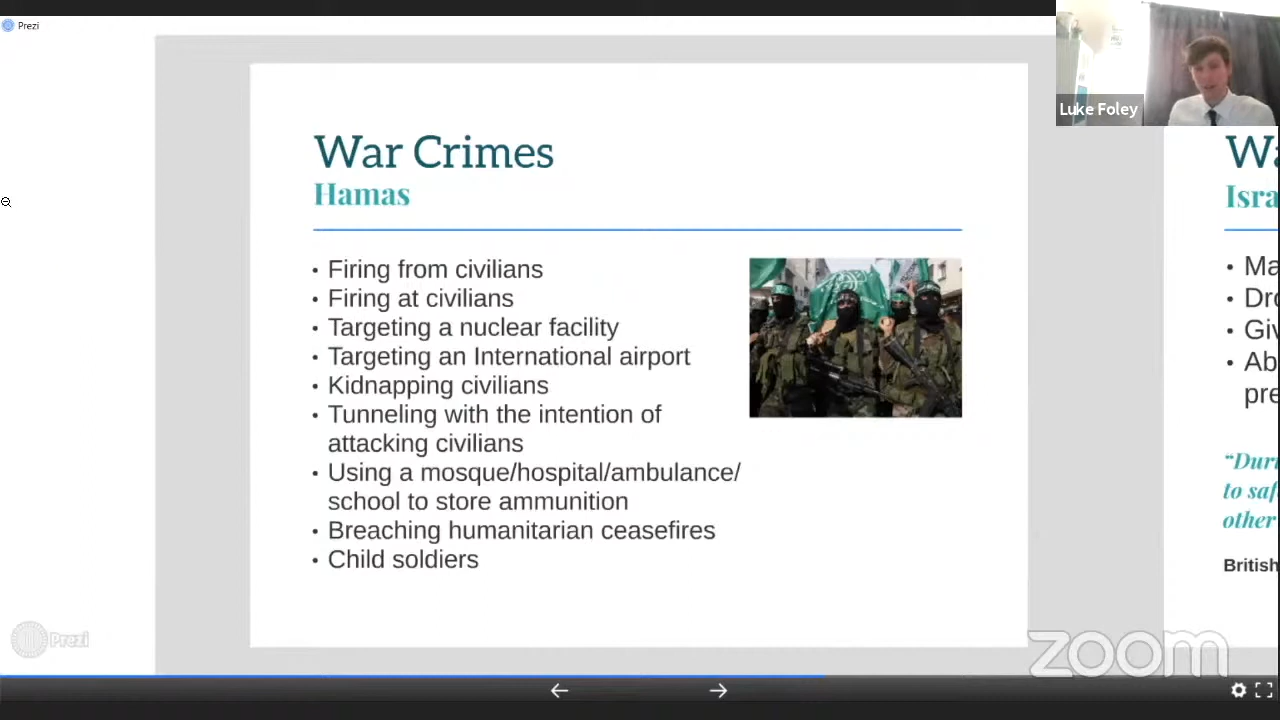 Prezi
Luke Foley
War Crimes
Hamas
• Firing from civilians
• Firing at civilians
• Targeting a nuclear facility
• Targeting an International airport
• Kidnapping civilians
• Tunneling with the intention of
attacking civilians
• Using a mosque/hospital/ambulance/
school to store ammunition
• Breaching humanitarian ceasefires
• Child soldiers
Wa
Isra
• Ma
• Dro
• Giv
• Ab
pre
“Duri
to saf
other
British
Prezi
zoom